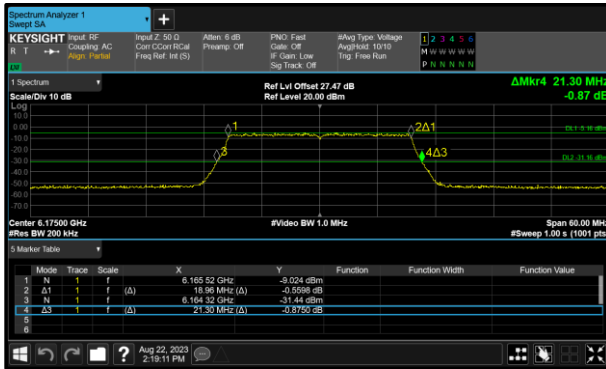 Spectrum Analyzer 1
Swept SA
+
KEYSIGHT Input: RF Input Z: 50 Ω Atten: 6 dB PNO: Fast #Avg Type: Voltage 1 2 3 4 5 6
R T Coupling: AC Corr CCorr RCal Preamp: Off Gate: Off Avg|Hold: 10/10 M W W W W W
Align: Partial Freq Ref: Int (S) IF Gain: Low Trig: Free Run P N N N N N
Sig Track: Off
1 Spectrum Ref Lvl Offset 27.47 dB ΔMkr4 21.30 MHz
Scale/Div 10 dB Ref Level 20.00 dBm -0.87 dB
Log
10.0
0.00
-10.0
-20.0
-30.0
-40.0
-50.0
-60.0
-70.0
1
2Δ1
3
4Δ3
DL1 -5.18 dBm
DL2 -31.16 dBm
Center 6.17500 GHz #Video BW 1.0 MHz Span 60.00 MHz
#Res BW 200 kHz #Sweep 1.00 s (1001 pts
5 Marker Table
Mode Trace Scale X Y Function Function Width Function Value
1 N 1 f 6.165 52 GHz -9.024 dBm
2 Δ1 1 f (Δ) 18.96 MHz (Δ) -0.5598 dB
3 N 1 f 6.164 32 GHz -31.44 dBm
4 Δ3 1 f (Δ) 21.30 MHz (Δ) -0.8750 dB
5
6
? Aug 22, 2023
2:19:11 PM